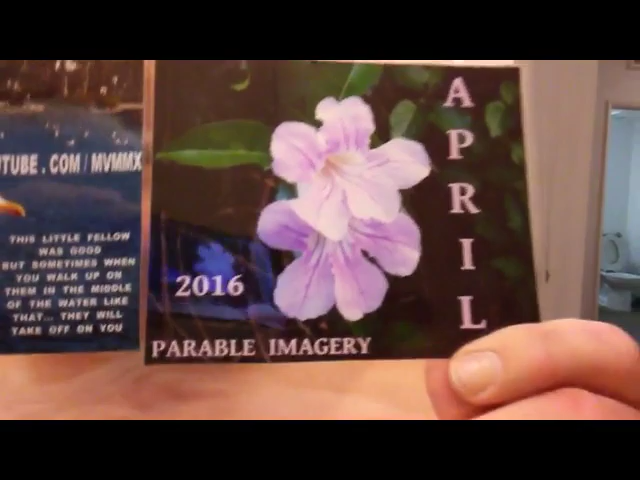 UTUBE . COM / MVMMX
THIS LITTLE FELLOW
WAS GOOD
BUT SOMETIMES WHEN
YOU WALK UP ON
THEM IN THE MIDDLE
OF THE WATER LIKE
THAT... THEY WILL
TAKE OFF ON YOU
APRIL
2016
PARABLE IMAGERY